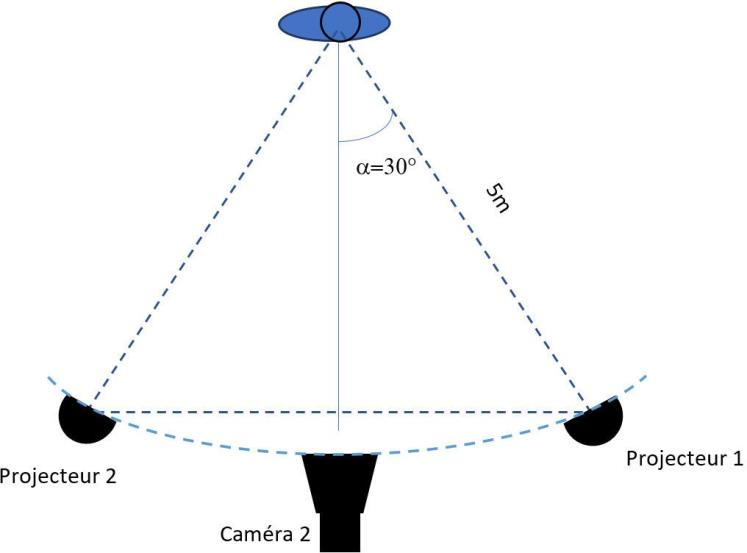 α=30°
5m
Projecteur 1
Projecteur 2
Caméra 2